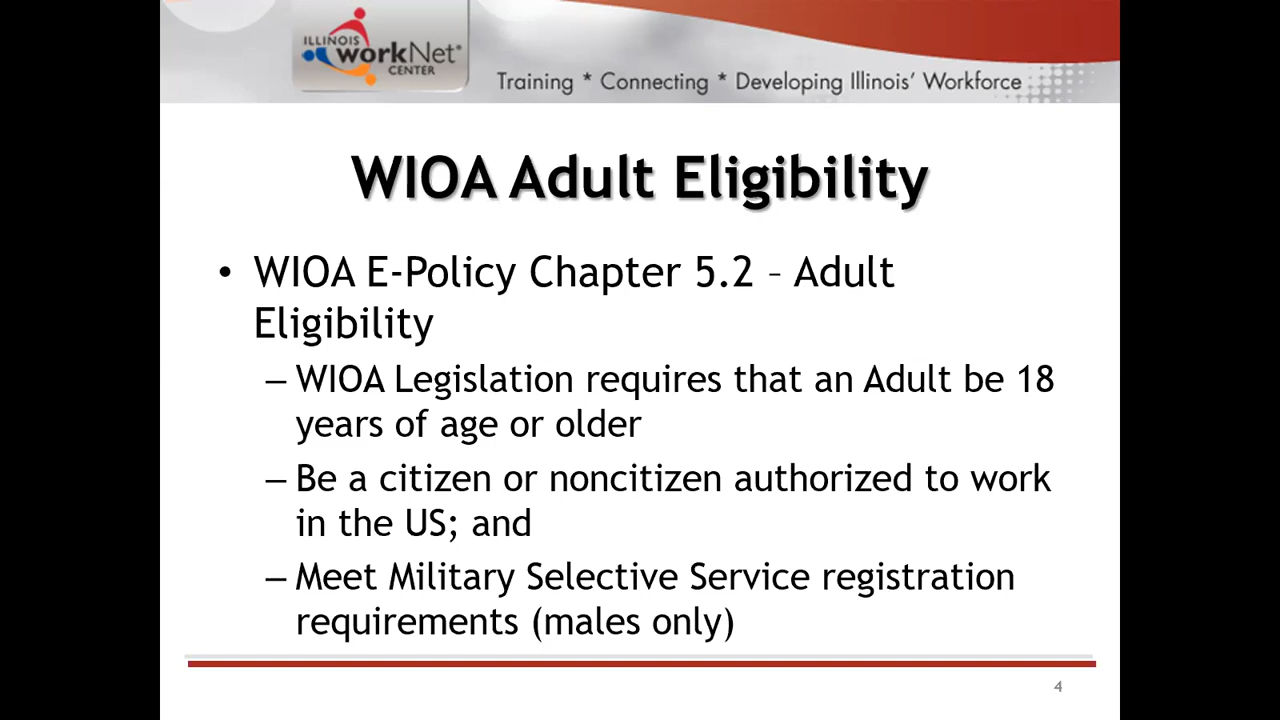 ILLINOIS
workNet®
CENTER
Training * Connecting * Developing Illinois’ Workforce
WIOA Adult Eligibility
• WIOA E-Policy Chapter 5.2 – Adult
Eligibility
– WIOA Legislation requires that an Adult be 18
years of age or older
– Be a citizen or noncitizen authorized to work
in the US; and
– Meet Military Selective Service registration
requirements (males only)
4